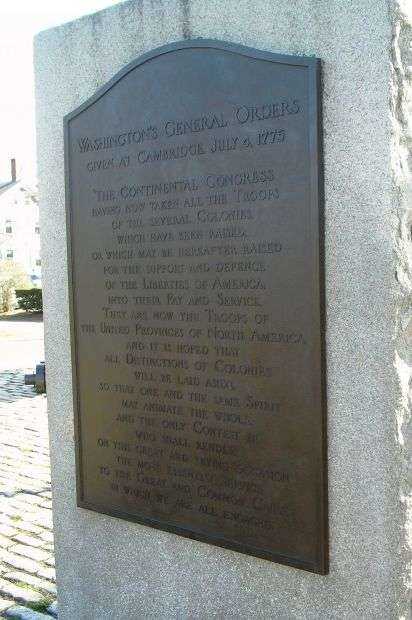 WASHINGTON'S GENERAL ORDERS
GIVEN AT CAMBRIDGE JULY 4, 1775
"THE CONTINENTAL CONGRESS
HAVING NOW TAKEN ALL THE TROOPS
OF THE SEVERAL COLONIES
WHICH HAVE BEEN RAISED,
OR WHICH MAY BE HEREAFTER RAISED
FOR THE SUPPORT AND DEFENCE
OF THE LIBERTIES OF AMERICA,
INTO THEIR PAY AND SERVICE,
THEY ARE NOW THE TROOPS OF
THE UNITED PROVINCES OF NORTH AMERICA,
AND IT IS HOPED THAT
ALL DISTINCTIONS OF COLONIES
WILL BE LAID ASIDE,
SO THAT ONE AND THE SAME SPIRIT
MAY ANIMATE THE WHOLE,
AND THE ONLY CONTEST BE
WHO SHALL RENDER
ON THIS GREAT AND TRYING OCCASION
THE MOST ESSENTIAL SERVICE
TO THE GREAT AND COMMON CAUSE
IN WHICH WE ARE ALL ENGAGED."